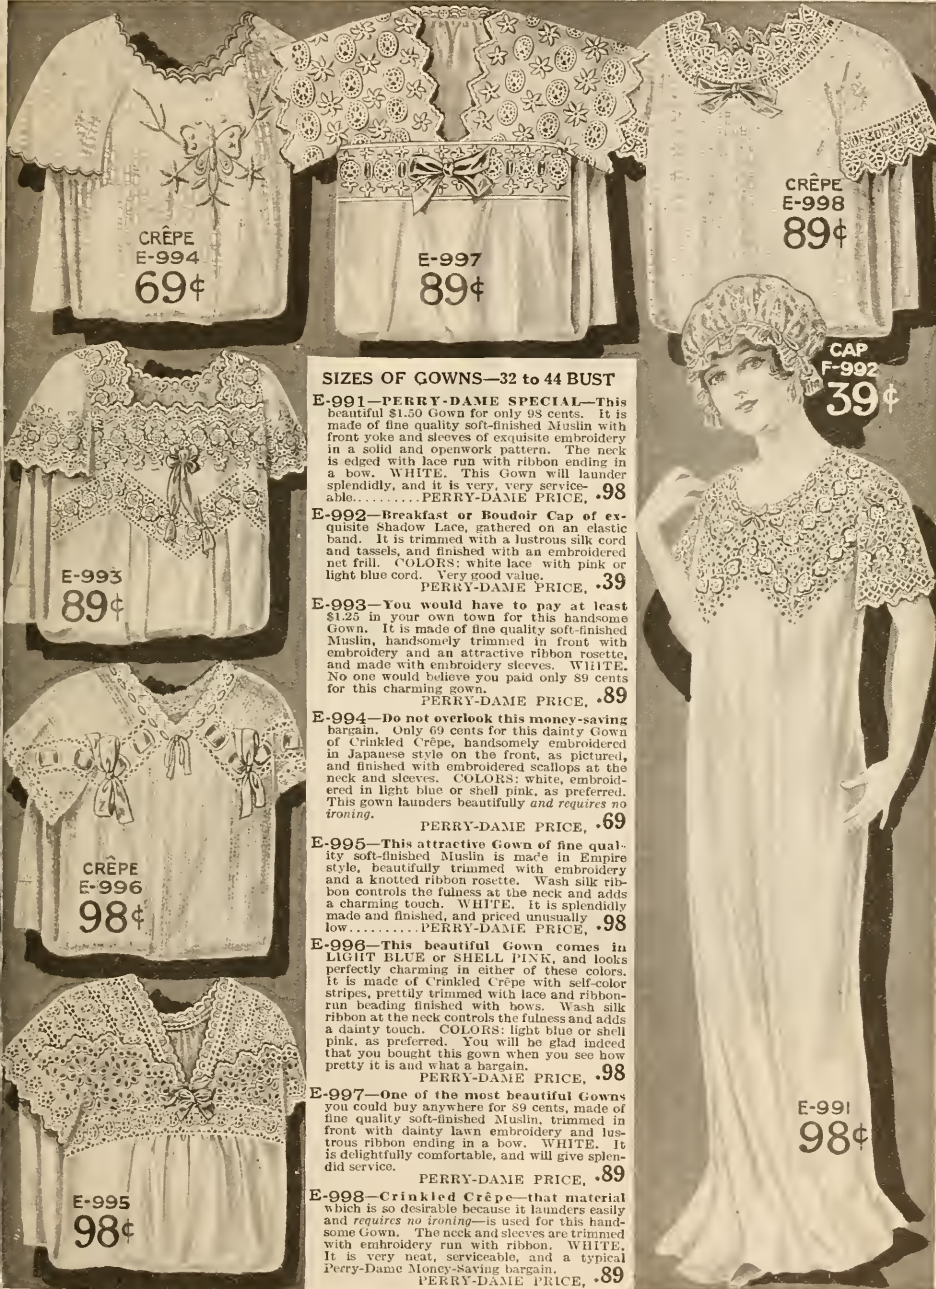 CRÊPE
E-994
69¢
E-997
89¢
CRÊPE
E-998
89¢
CAP
F-992
39¢
E-993
89¢
CRÊPE
E-996
98¢
E-995
98¢
E-991
98¢
SIZES OF GOWNS—32 to 44 BUST
E-991—PERRY-DAME SPECIAL—This
beautiful $1.50 Gown for only 98 cents. It is
made of fine quality soft-finished Muslin with
front yoke and sleeves of exquisite embroidery
in a solid and openwork pattern. The neck
is edged with lace run with ribbon ending in
a bow. WHITE. This Gown will launder
splendidly, and it is very, very service-
able.........PERRY-DAME PRICE, .98
E-992—Breakfast or Boudoir Cap of ex-
quisite Shadow Lace, gathered on an elastic
band. It is trimmed with a lustrous silk cord
and tassels, and finished with an embroidered
net frill. COLORS: white lace with pink or
light blue cord. Very good value.
PERRY-DAME PRICE, .39
E-993—You would have to pay at least
$1.25 in your own town for this handsome
Gown. It is made of fine quality soft-finished
Muslin, handsomely trimmed in front with
embroidery and an attractive ribbon rosette,
and made with embroidery sleeves. WHITE.
No one would believe you paid only 89 cents
for this charming gown.
PERRY-DAME PRICE, .89
E-994—Do not overlook this money-saving
bargain. Only 69 cents for this dainty Gown
of Crinkled Crêpe, handsomely embroidered
in Japanese style on the front, as pictured,
and finished with embroidered scallops at the
neck and sleeves. COLORS: white, embroid-
ered in light blue or shell pink, as preferred.
This gown launders beautifully and requires no
ironing.
PERRY-DAME PRICE, .69
E-995—This attractive Gown of fine qual-
ity soft-finished Muslin is made in Empire
style, beautifully trimmed with embroidery
and a knotted ribbon rosette. Wash silk rib-
bon controls the fulness at the neck and adds
a charming touch. WHITE. It is splendidly
made and finished, and priced unusually
low..........PERRY-DAME PRICE, .98
E-996—This beautiful Gown comes in
LIGHT BLUE or SHELL PINK, and looks
perfectly charming in either of these colors.
It is made of Crinkled Crêpe with self-color
stripes, prettily trimmed with lace and ribbon-
run beading finished with bows. Wash silk
ribbon at the neck controls the fulness and adds
a dainty touch. COLORS: light blue or shell
pink, as preferred. You will be glad indeed
that you bought this gown when you see how
pretty it is and what a bargain.
PERRY-DAME PRICE, .98
E-997—One of the most beautiful Gowns
you could buy anywhere for 89 cents, made of
fine quality soft-finished Muslin, trimmed in
front with dainty lawn embroidery and lus-
trous ribbon ending in a bow. WHITE. It
is delightfully comfortable, and will give splen-
did service.
PERRY-DAME PRICE, .89
E-998—Crinkled Crêpe—that material
which is so desirable because it launders easily
and requires no ironing—is used for this hand-
some Gown. The neck and sleeves are trimmed
with embroidery run with ribbon. WHITE.
It is very neat, serviceable, and a typical
Perry-Dame Money-Saving bargain.
PERRY-DAME PRICE, .89